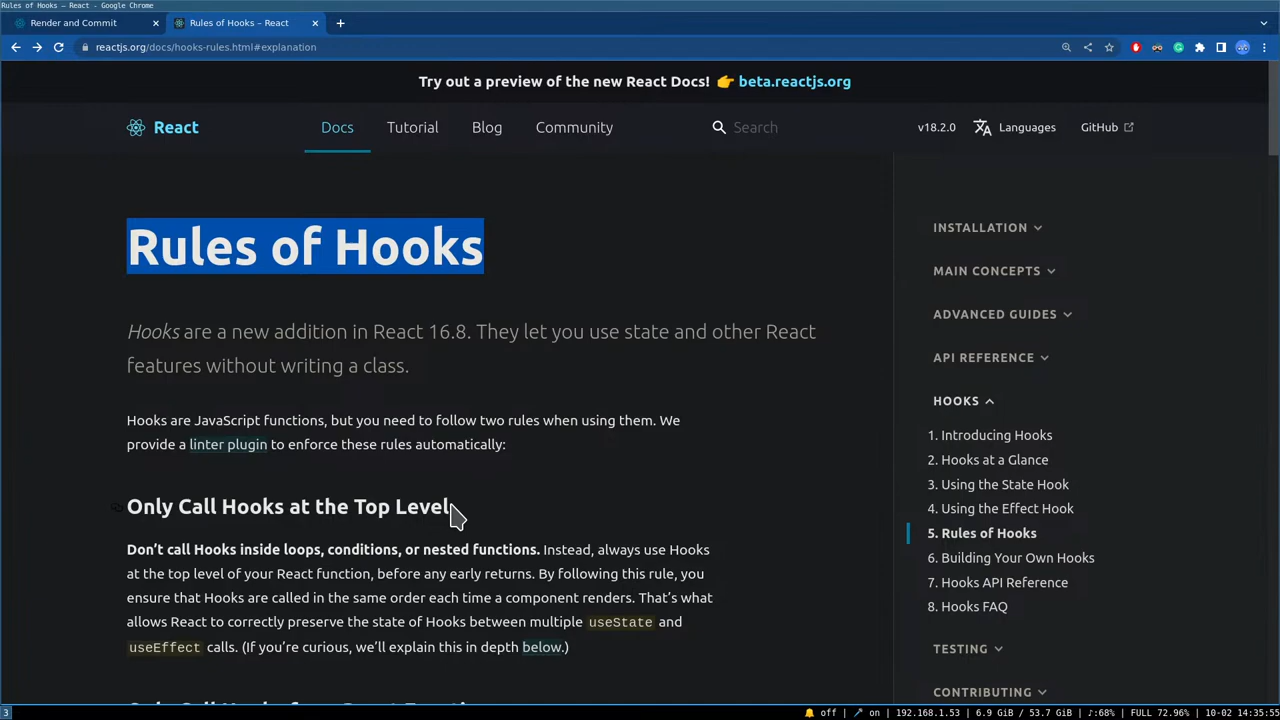 Rules of Hooks – React - Google Chrome
Render and Commit
Rules of Hooks – React
reactjs.org/docs/hooks-rules.html#explanation
Try out a preview of the new React Docs! 👉 beta.reactjs.org
React
Docs
Tutorial
Blog
Community
Search
v18.2.0
Languages
GitHub
Rules of Hooks
Hooks are a new addition in React 16.8. They let you use state and other React
features without writing a class.
Hooks are JavaScript functions, but you need to follow two rules when using them. We
provide a linter plugin to enforce these rules automatically:
Only Call Hooks at the Top Level
Don’t call Hooks inside loops, conditions, or nested functions. Instead, always use Hooks
at the top level of your React function, before any early returns. By following this rule, you
ensure that Hooks are called in the same order each time a component renders. That’s what
allows React to correctly preserve the state of Hooks between multiple useState and
useEffect calls. (If you’re curious, we’ll explain this in depth below.)
INSTALLATION
MAIN CONCEPTS
ADVANCED GUIDES
API REFERENCE
HOOKS
1. Introducing Hooks
2. Hooks at a Glance
3. Using the State Hook
4. Using the Effect Hook
5. Rules of Hooks
6. Building Your Own Hooks
7. Hooks API Reference
8. Hooks FAQ
TESTING
CONTRIBUTING
3
🔔 off | 🎤 on | 192.168.1.53 | 6.9 GiB / 53.7 GiB | ♪:68% | FULL 72.96% | 10-02 14:35:55